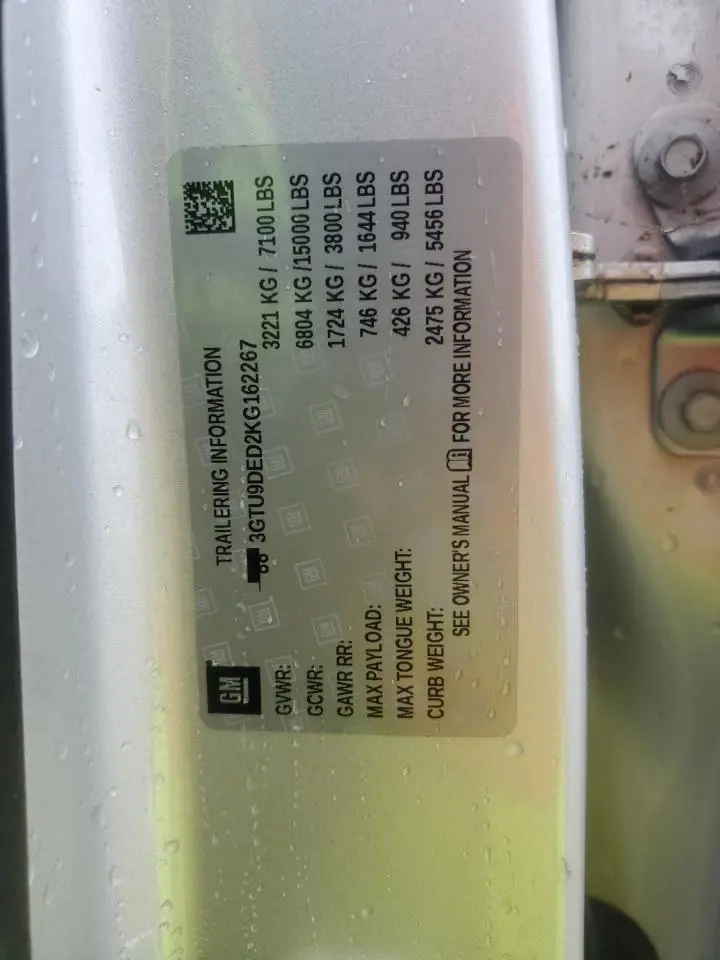 GM
TRAILERING INFORMATION
3GTU9DED2KG162267
GVWR: 3221 KG / 7100 LBS
GCWR: 6804 KG /15000 LBS
GAWR RR: 1724 KG / 3800 LBS
MAX PAYLOAD: 746 KG / 1644 LBS
MAX TONGUE WEIGHT: 426 KG / 940 LBS
CURB WEIGHT: 2475 KG / 5456 LBS
SEE OWNER'S MANUAL FOR MORE INFORMATION